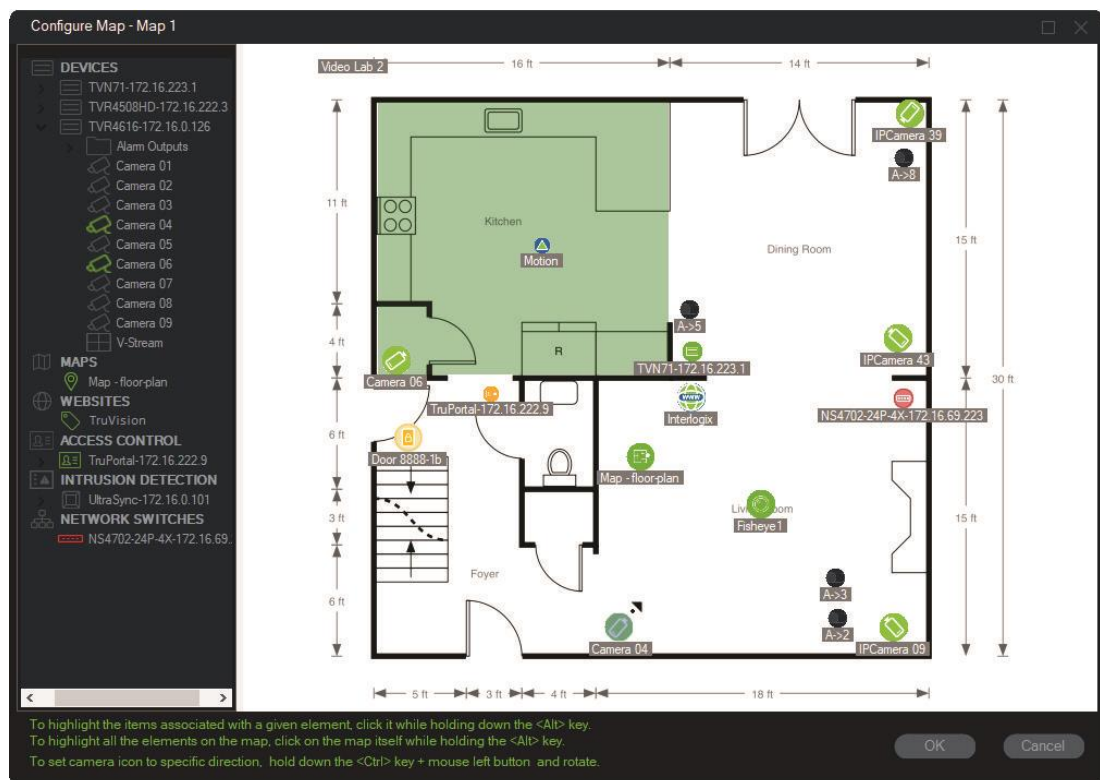 Configure Map - Map 1
DEVICES
TVN71-172.16.223.1
TVR4508HD-172.16.222.3
TVR4616-172.16.0.126
Alarm Outputs
Camera 01
Camera 02
Camera 03
Camera 04
Camera 05
Camera 06
Camera 07
Camera 08
Camera 09
V-Stream
MAPS
Map - floor-plan
WEBSITES
TruVision
ACCESS CONTROL
TruPortal-172.16.222.9
INTRUSION DETECTION
UltraSync-172.16.0.101
NETWORK SWITCHES
NS4702-24P-4X-172.16.69..
Video Lab 2
16 ft
14 ft
IPCamera 39
A->8
11 ft
Kitchen
Dining Room
15 ft
Motion
A->5
4 ft
R
TVN71-172.16.223.1
IPCamera 43
Camera 06
30 ft
TruPortal-172.16.222.9
www
Interlogix
NS4702-24P-4X-172.16.69.223
6 ft
Door 8888-1b
Map - floor-plan
Living Room
Fisheye1
3 ft
15 ft
Foyer
A->3
6 ft
A->2
Camera 04
IPCamera 09
5 ft
3 ft
4 ft
18 ft
To highlight the items associated with a given element, click it while holding down the <Alt> key.
To highlight all the elements on the map, click on the map itself while holding the <Alt> key.
To set camera icon to specific direction, hold down the <Ctrl> key + mouse left button and rotate.
OK
Cancel